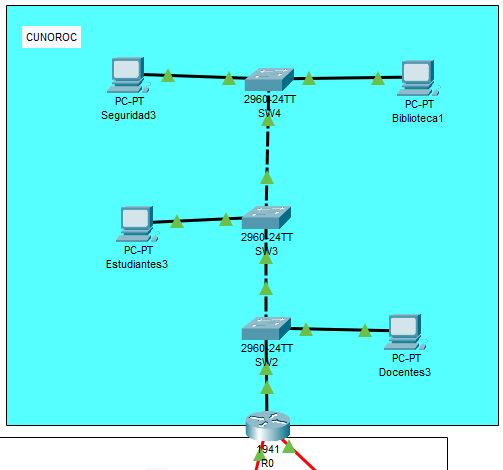 CUNOROC
PC-PT
Seguridad3
2960-24TT
SW4
PC-PT
Biblioteca1
PC-PT
Estudiantes3
2960-24TT
SW3
2960-24TT
SW2
PC-PT
Docentes3
1941
R0